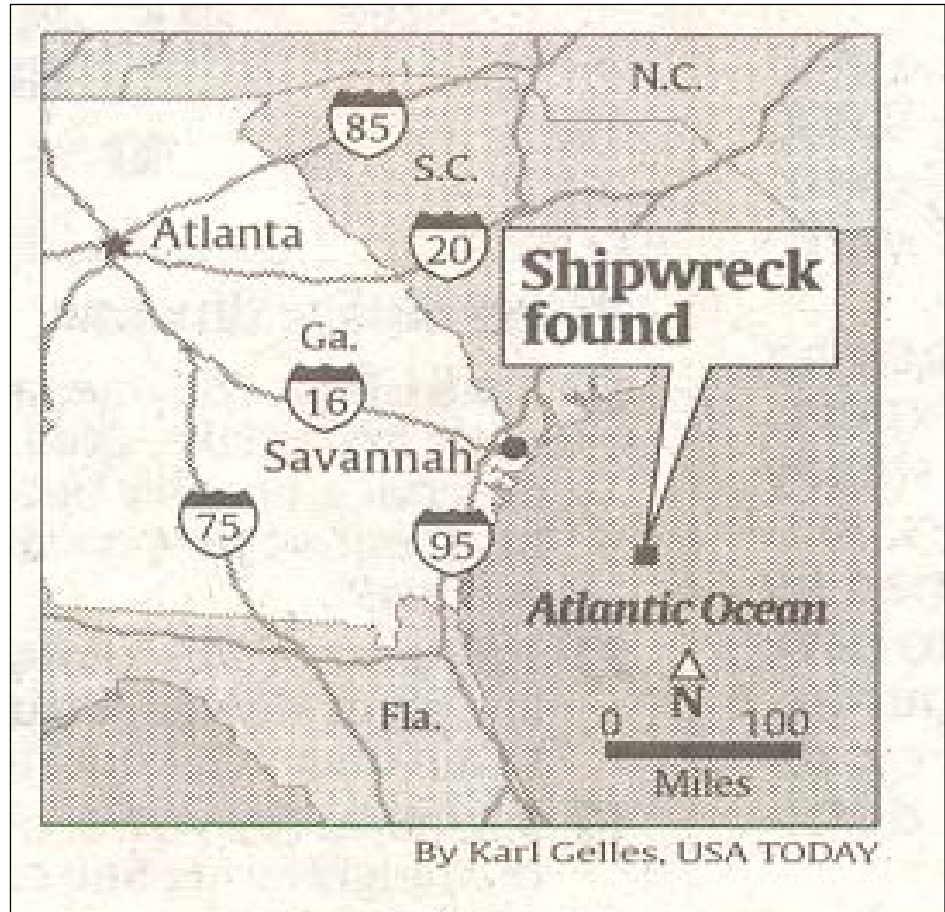 N.C.
85
S.C.
Atlanta
20
Shipwreck
found
Ga.
16
Savannah
75
95
Atlantic Ocean
N
Fla.
0 100
Miles
By Karl Gelles, USA TODAY